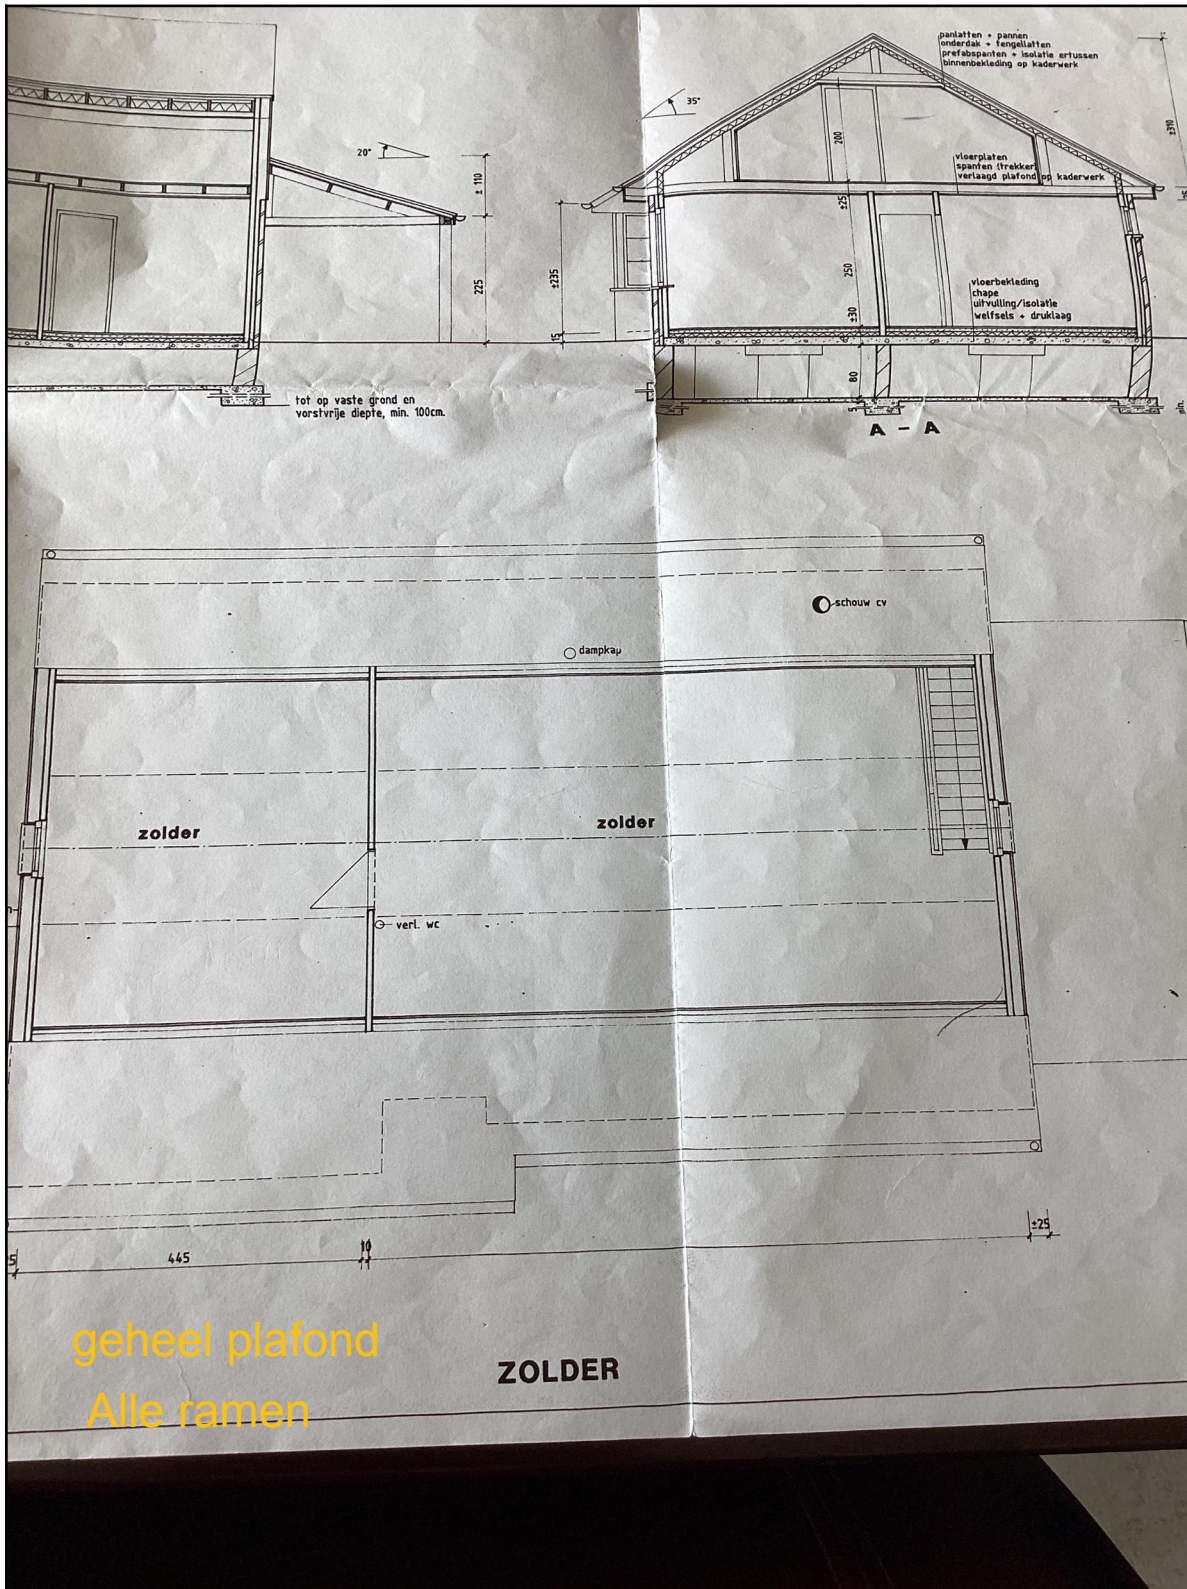 panlatten + pannen
onderdak + tengellatten
prefabspanten + isolatie ertussen
binnenbekleding op kaderwerk
35°
20°
± 110
±310
200
vloerplaten
spanten (trekker)
verlaagd plafond op kaderwerk
±25
225
±235
15
250
±30
vloerbekleding
chape
uitvulling/isolatie
welfsels + druklaag
80
5
min.
tot op vaste grond en
vorstvrije diepte, min. 100cm.
A - A
schouw cv
dampkap
zolder
zolder
verl. wc
445
10
±25
geheel plafond
ZOLDER
Alle ramen